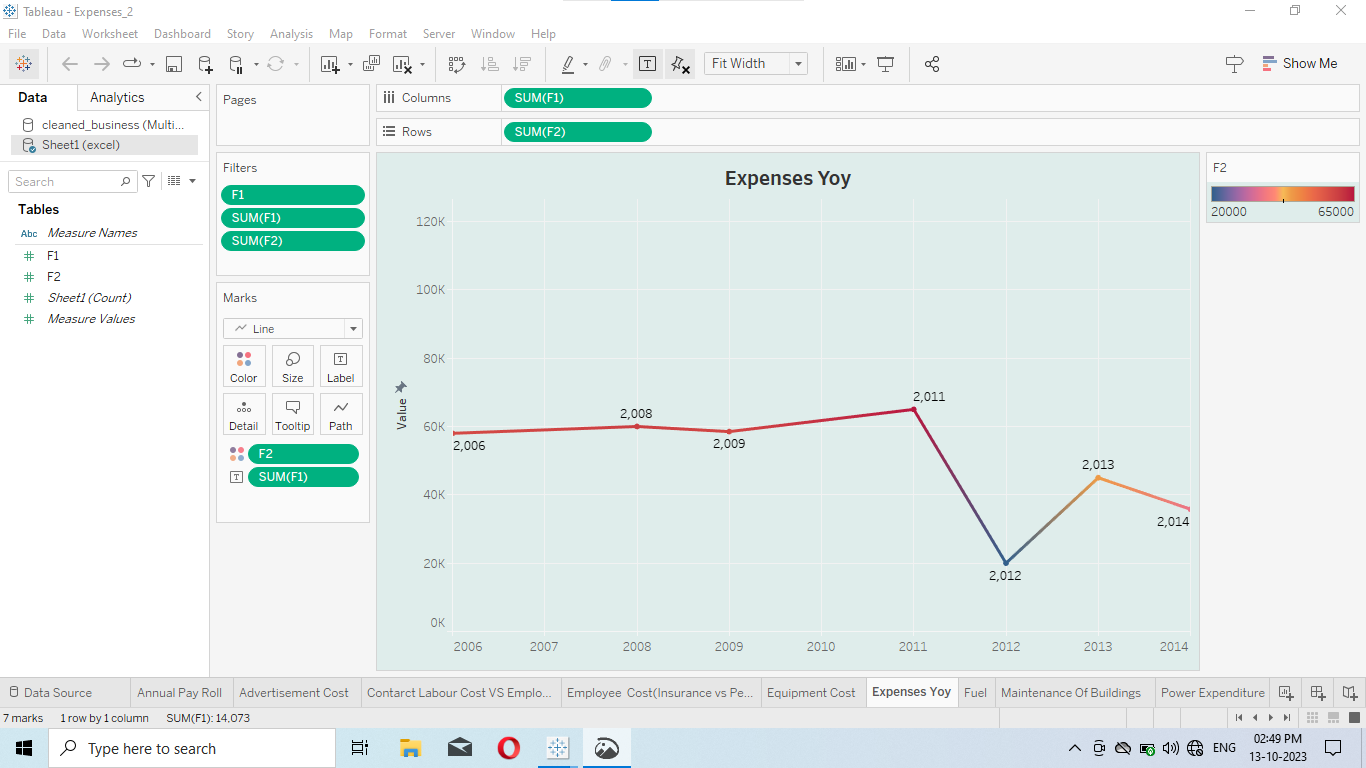 Tableau - Expenses_2
File Data Worksheet Dashboard Story Analysis Map Format Server Window Help
Fit Width
Show Me
Data Analytics
cleaned_business (Multi...
Sheet1 (excel)
Search
Tables
Abc Measure Names
F1
F2
Sheet1 (Count)
Measure Values
Pages
Filters
F1
SUM(F1)
SUM(F2)
Marks
Line
Color Size Label
Detail Tooltip Path
F2
SUM(F1)
Columns SUM(F1)
Rows SUM(F2)
Expenses Yoy
120K
100K
80K
60K
40K
20K
0K
Value
2,006
2,008
2,009
2,011
2,012
2,013
2,014
2006 2007 2008 2009 2010 2011 2012 2013 2014
F2
20000 65000
Data Source Annual Pay Roll Advertisement Cost Contarct Labour Cost VS Emplo... Employee Cost(Insurance vs Pe... Equipment Cost Expenses Yoy Fuel Maintenance Of Buildings Power Expenditure
7 marks 1 row by 1 column SUM(F1): 14,073
Type here to search
ENG
02:49 PM
13-10-2023